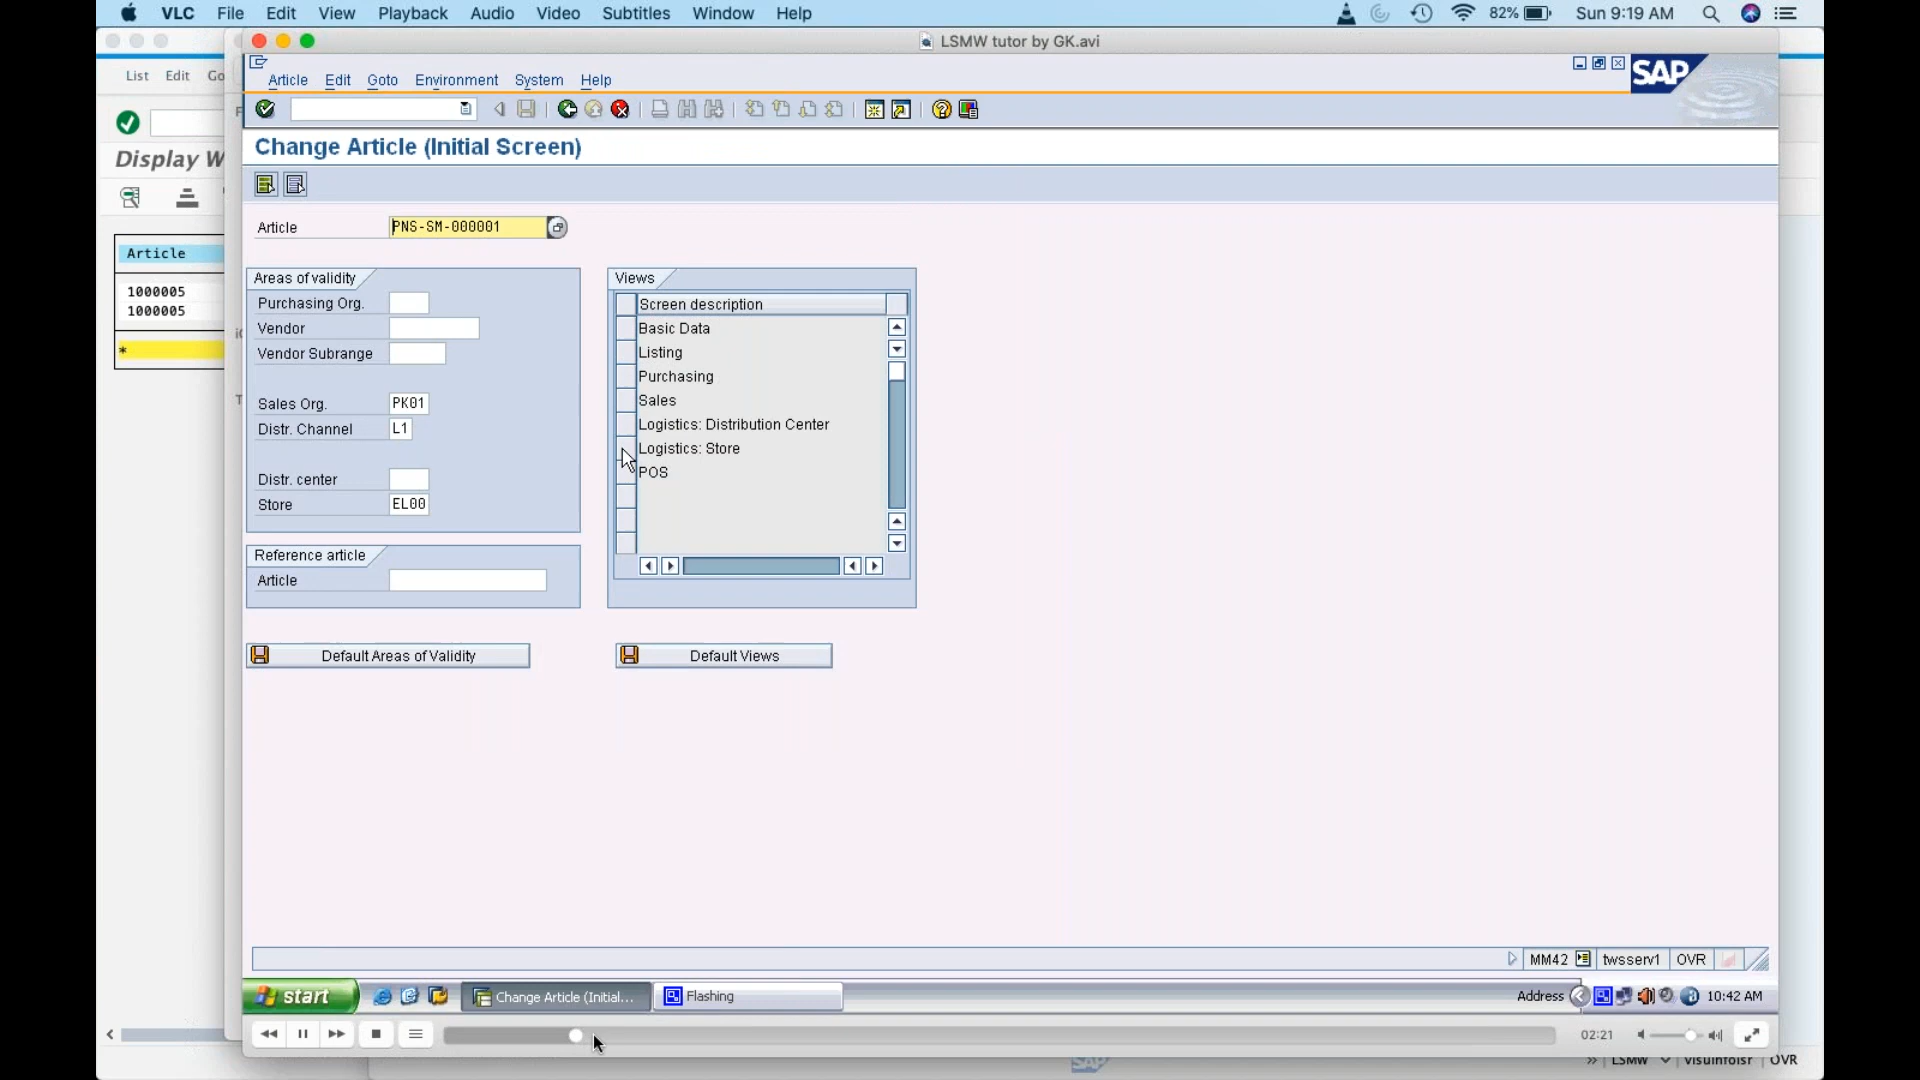 VLC File Edit View Playback Audio Video Subtitles Window Help
82% Sun 9:19 AM
LSMW tutor by GK.avi
List Edit Go
Article Edit Goto Environment System Help
SAP
Display W
Change Article (Initial Screen)
Article PNS-SM-000001
Article
1000005
1000005
*
Areas of validity
Purchasing Org.
Vendor
Vendor Subrange
Sales Org. PK01
Distr. Channel L1
Distr. center
Store EL00
Reference article
Article
Views
Screen description
Basic Data
Listing
Purchasing
Sales
Logistics: Distribution Center
Logistics: Store
POS
Default Areas of Validity
Default Views
MM42 twsserv1 OVR
start
Change Article (Initial...
Flashing
Address 10:42 AM
02:21
SAP
LSMW visuinfolsr OVR